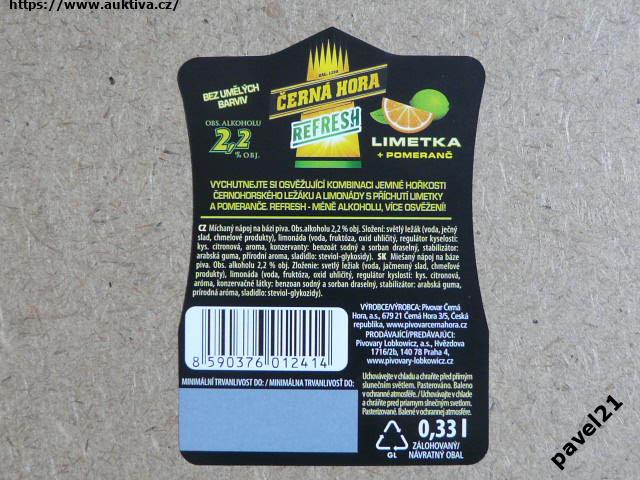 https://www.auktiva.cz/
BEZ UMĚLÝCH
BARVIV
ČERNÁ HORA
REFRESH
OBS. ALKOHOLU
2,2
% OBJ.
LIMETKA
+ POMERANČ
VYCHUTNEJTE SI OSVĚŽUJÍCÍ KOMBINACI JEMNÉ HOŘKOSTI
ČERNOHORSKÉHO LEŽÁKU A LIMONÁDY S PŘÍCHUTÍ LIMETKY
A POMERANČE. REFRESH - MÉNĚ ALKOHOLU, VÍCE OSVĚŽENÍ!
CZ Míchaný nápoj na bázi piva. Obs.alkoholu 2,2 % obj. Složení: světlý ležák (voda, ječný
slad, chmelové produkty), limonáda (voda, fruktóza, oxid uhličitý, regulátor kyselosti:
kys. citronová, aroma, konzervanty: benzoát sodný a sorban draselný, stabilizátor:
arabská guma, přírodní aroma, sladidlo: steviol-glykosidy). SK Miešaný nápoj na báze
piva. Obs. alkoholu 2,2 % obj. Zloženie: svetlý ležiak (voda, jačmenný slad, chmeľové
produkty), limonáda (voda, fruktóza, oxid uhličitý, regulátor kyslosti: kys. citrónová,
aróma, konzervačné látky: benzoan sodný a sorban draselný, stabilizátor: arabská guma,
prírodná aróma, sladidlo: steviol-glykozidy).
VÝROBCE/VÝROBCA: Pivovar Černá
Hora, a.s., 679 21 Černá Hora 3/5, Česká
republika, www.pivovarcernahora.cz
PRODÁVAJÍCÍ/PREDÁVAJÚCI:
Pivovary Lobkowicz, a.s., Hvězdova
1716/2b, 140 78 Praha 4,
www.pivovary-lobkowicz.cz
8 590376 012414
MINIMÁLNÍ TRVANLIVOST DO: / MINIMÁLNA TRVANLIVOSŤ DO:
Uchovávejte v chladu a chraňte před přímým
slunečním světlem. Pasterováno. Baleno
v ochranné atmosféře. / Uchovávajte v chlade
a chráňte pred priamym slnečným svetlom.
Pasterizované. Balené v ochrannej atmosfére.
GL
0,33 l
ZÁLOHOVANÝ/
NÁVRATNÝ OBAL
pavel21